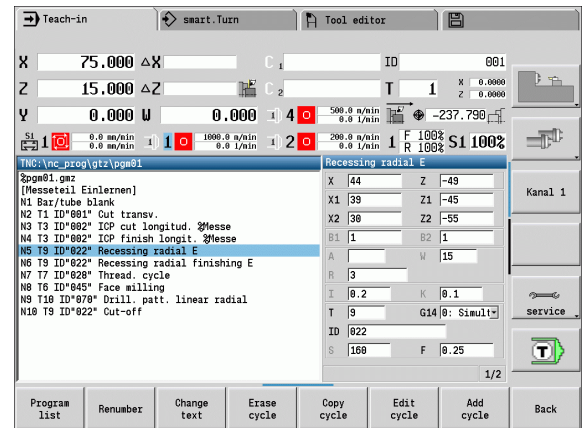 Teach-in smart.Turn Tool editor
X 75.000 ΔX C 1 ID 001
Z 15.000 ΔZ C 2 T 1 X 0.0000 Z 0.0000
Y 0.000 W 0.000 4 500.0 m/min 0.0 1/min -237.790
S1 1 0.0 mm/min 0.0 m/min 1 1000.0 m/min 0.0 1/min 2 200.0 m/min 0.0 1/min 1 F 100% R 100% S1 100%
TNC:\nc_prog\gtz\pgm01
%pgm01.gmz
[Messeteil Einlernen]
N1 Bar/tube blank
N2 T1 ID"001" Cut transv.
N3 T3 ID"002" ICP cut longitud. %Messe
N4 T3 ID"002" ICP finish longit. %Messe
N5 T9 ID"022" Recessing radial E
N6 T9 ID"022" Recessing radial finishing E
N7 T7 ID"028" Thread. cycle
N8 T6 ID"045" Face milling
N9 T10 ID"070" Drill. patt. linear radial
N10 T9 ID"022" Cut-off
Recessing radial E
X 44 Z -49
X1 39 Z1 -45
X2 30 Z2 -55
B1 1 B2 1
A W 15
R 3
I 0.2 K 0.1
T 9 G14 0: Simult
ID 022
S 160 F 0.25
1/2
Kanal 1
service
Program list
Renumber
Change text
Erase cycle
Copy cycle
Edit cycle
Add cycle
Back